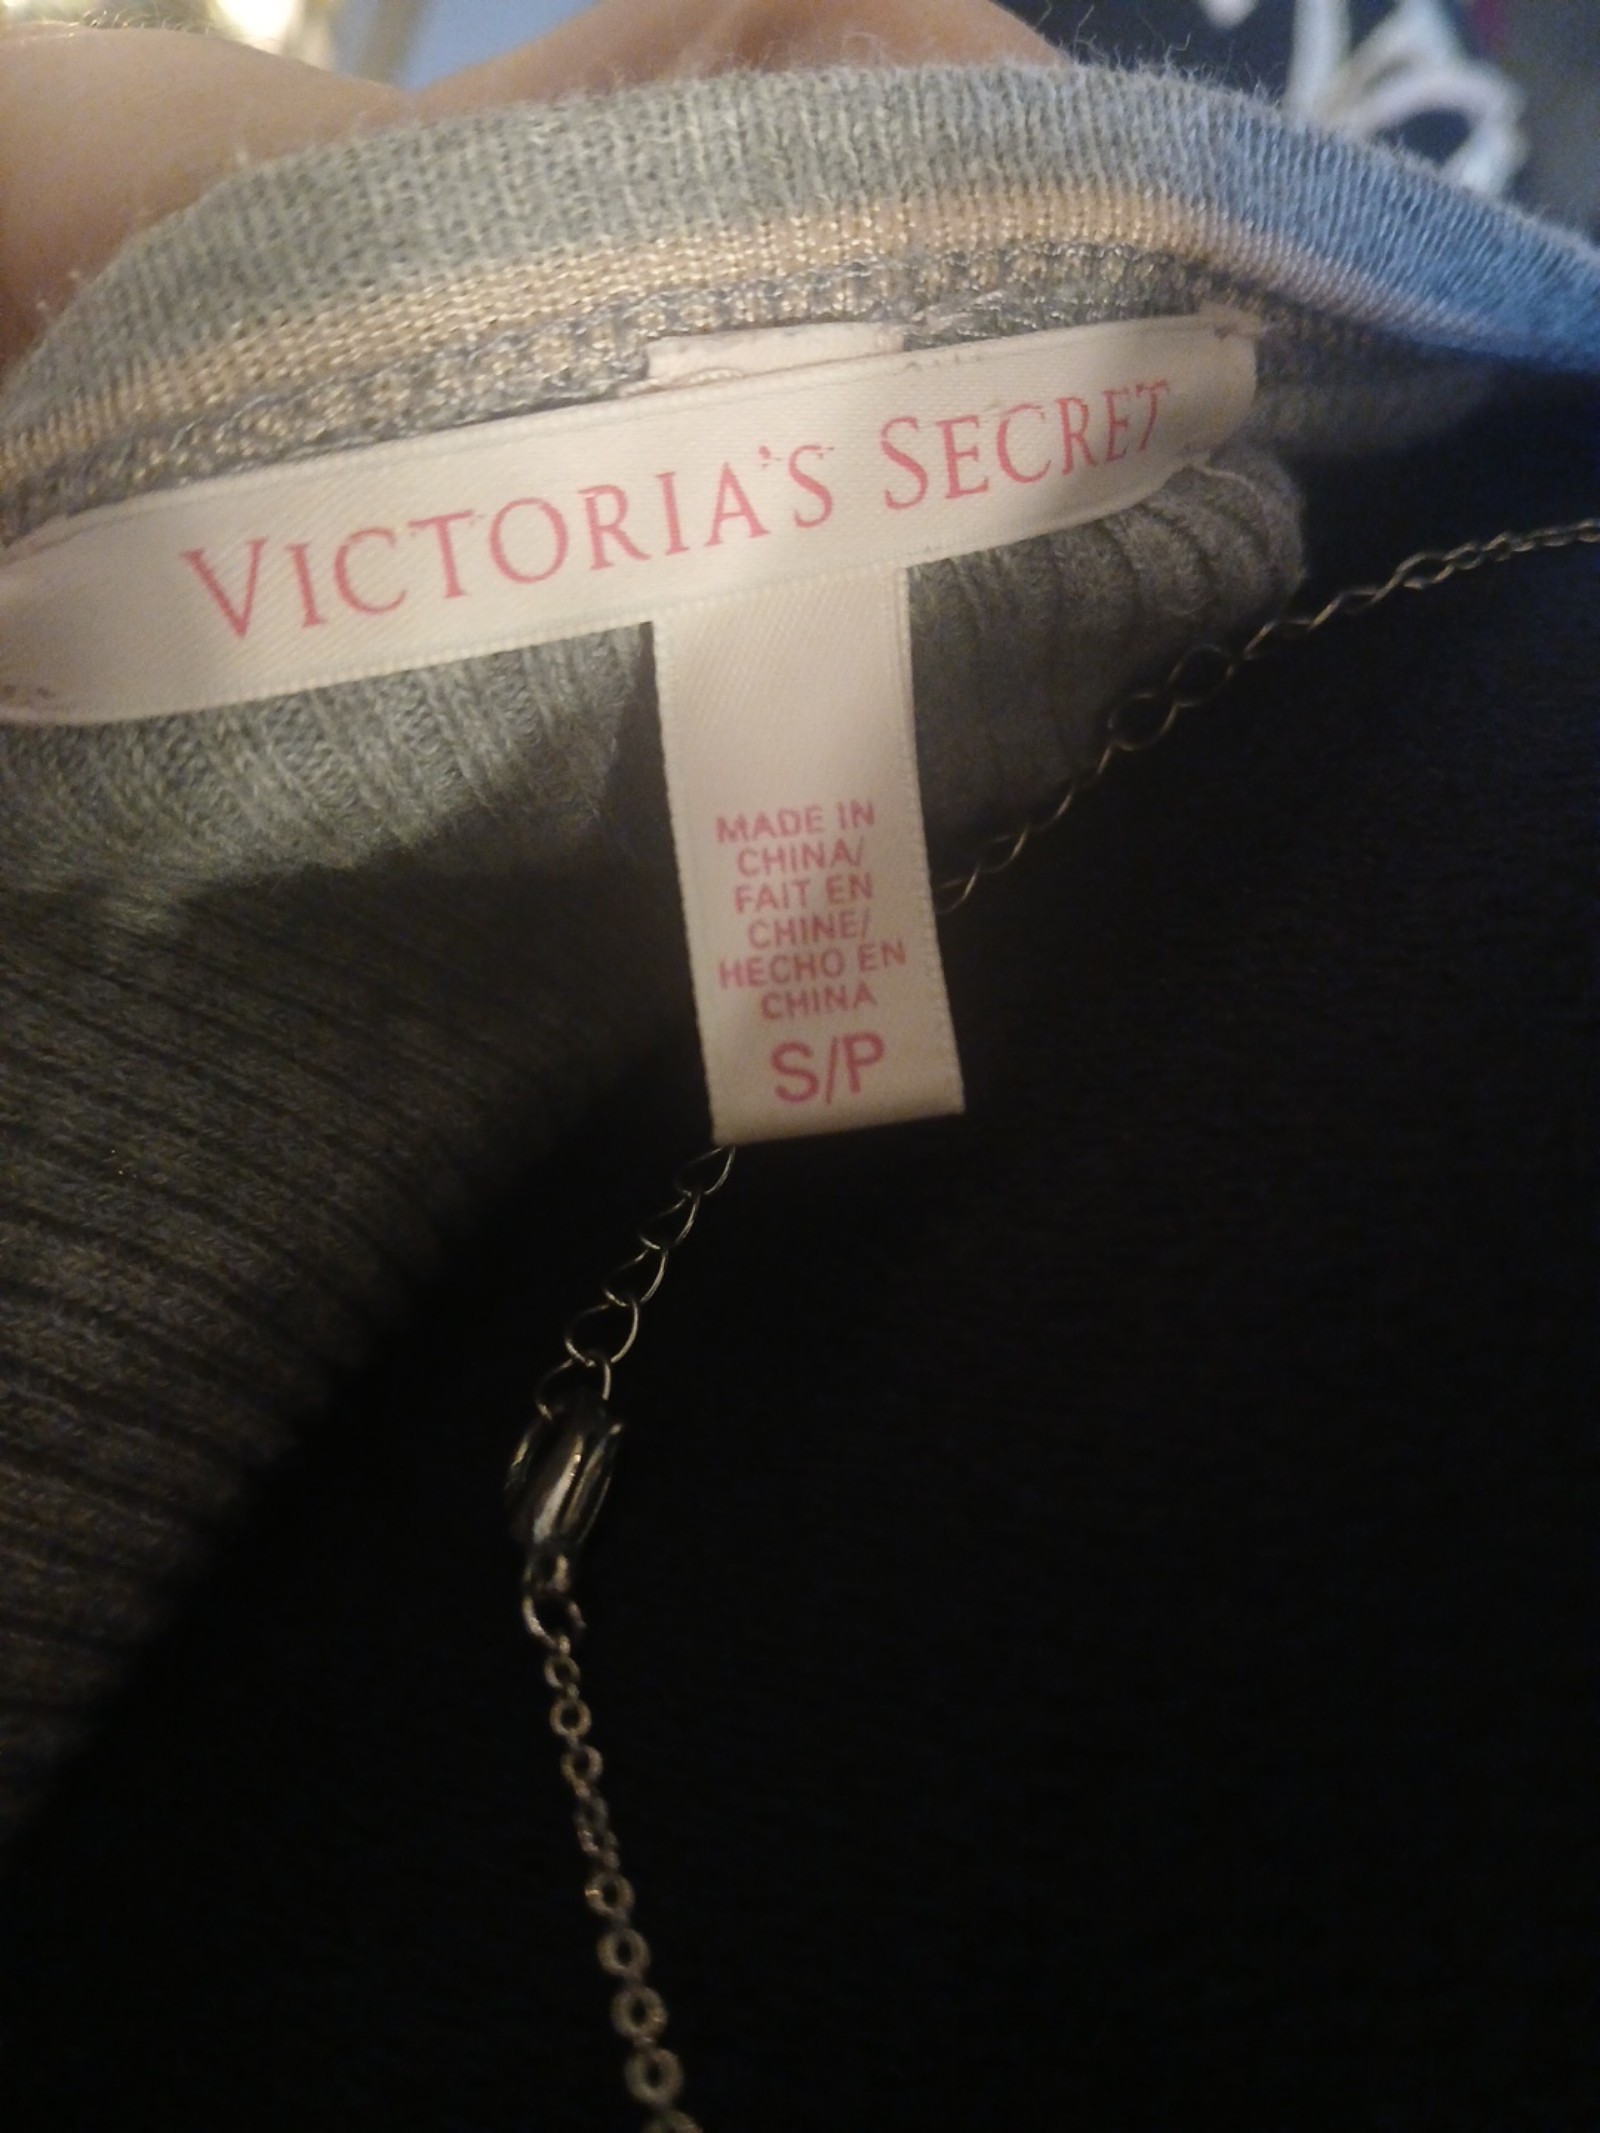 VICTORIA'S SECRET
MADE IN
CHINA/
FAIT EN
CHINE/
HECHO EN
CHINA
S/P